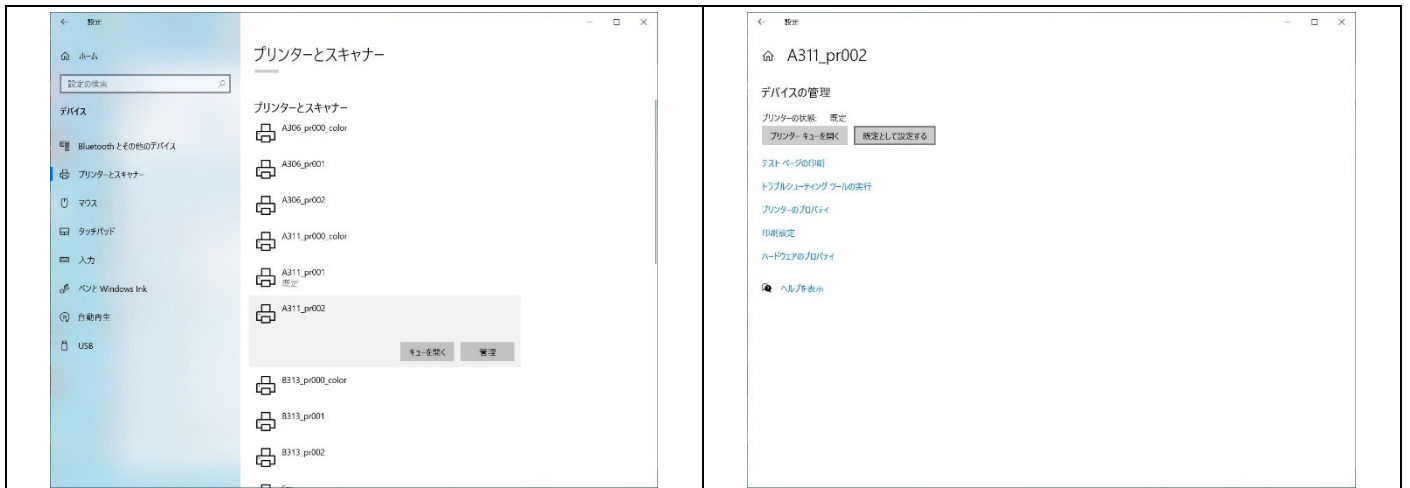 設定
ホーム
設定の検索
デバイス
Bluetooth とその他のデバイス
プリンターとスキャナー
マウス
タッチパッド
入力
ペンと Windows Ink
自動再生
USB
プリンターとスキャナー
プリンターとスキャナー
A306_pr000_color
A306_pr001
A306_pr002
A311_pr000_color
A311_pr001
既定
A311_pr002
キューを開く 管理
B313_pr000_color
B313_pr001
B313_pr002
設定
A311_pr002
デバイスの管理
プリンターの状態: 既定
プリンター キューを開く 既定として設定する
テスト ページの印刷
トラブルシューティング ツールの実行
プリンターのプロパティ
印刷設定
ハードウェアのプロパティ
ヘルプを表示